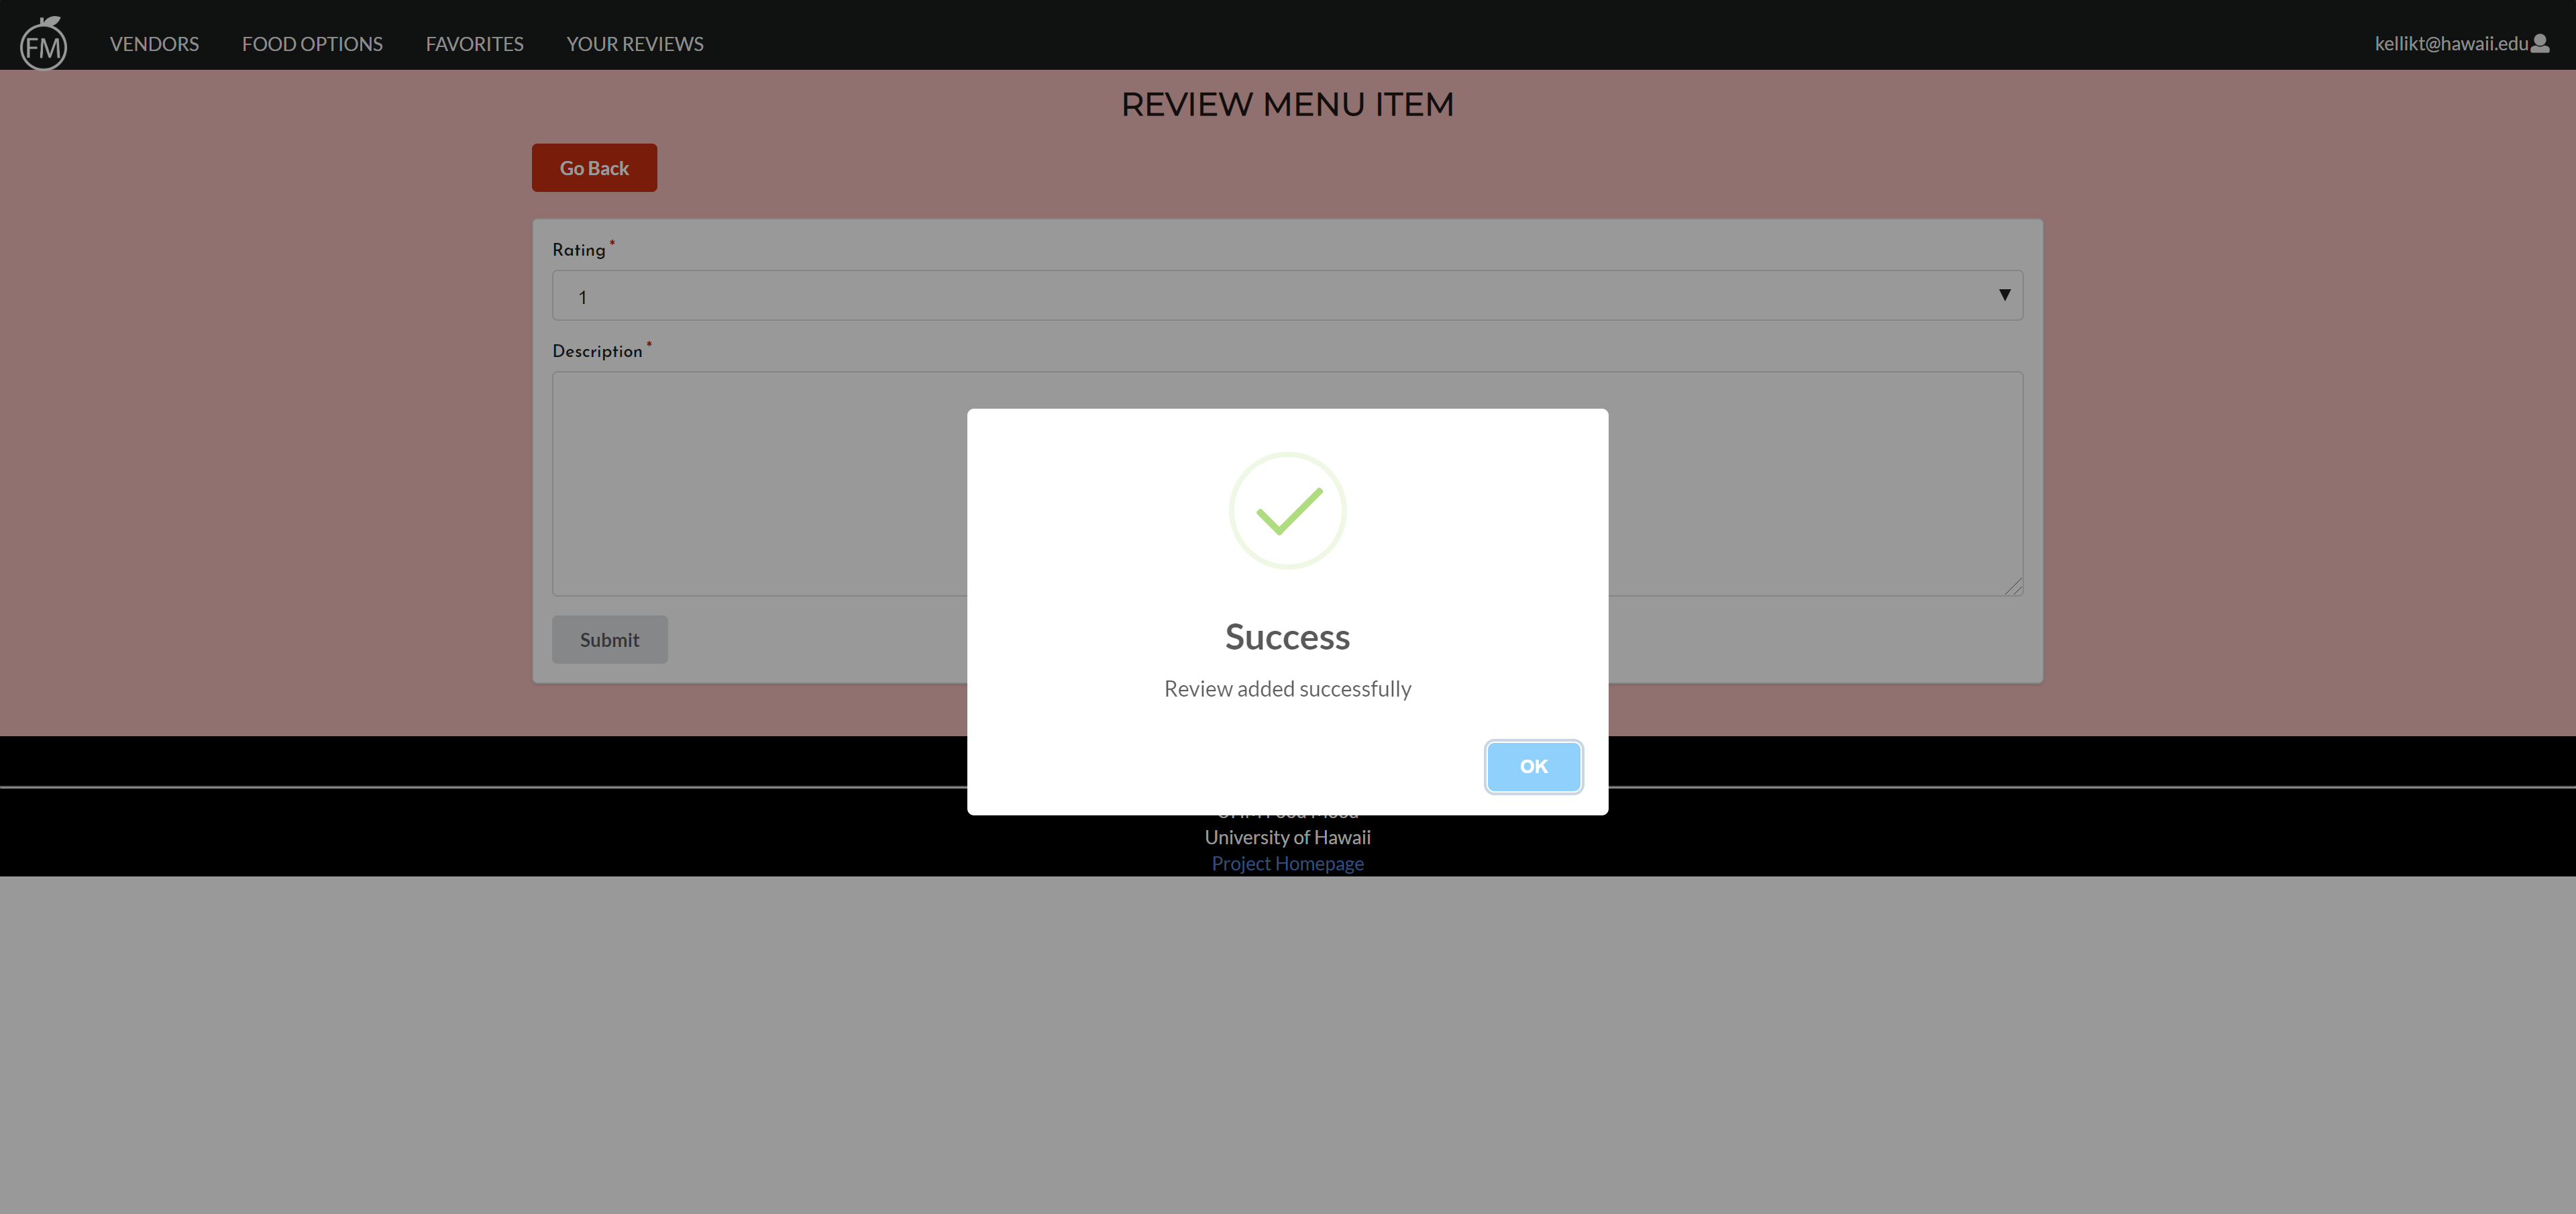 FM
VENDORS
FOOD OPTIONS
FAVORITES
YOUR REVIEWS
kellikt@hawaii.edu
REVIEW MENU ITEM
Go Back
Rating *
1
Description *
Submit
Success
Review added successfully
OK
University of Hawaii
Project Homepage